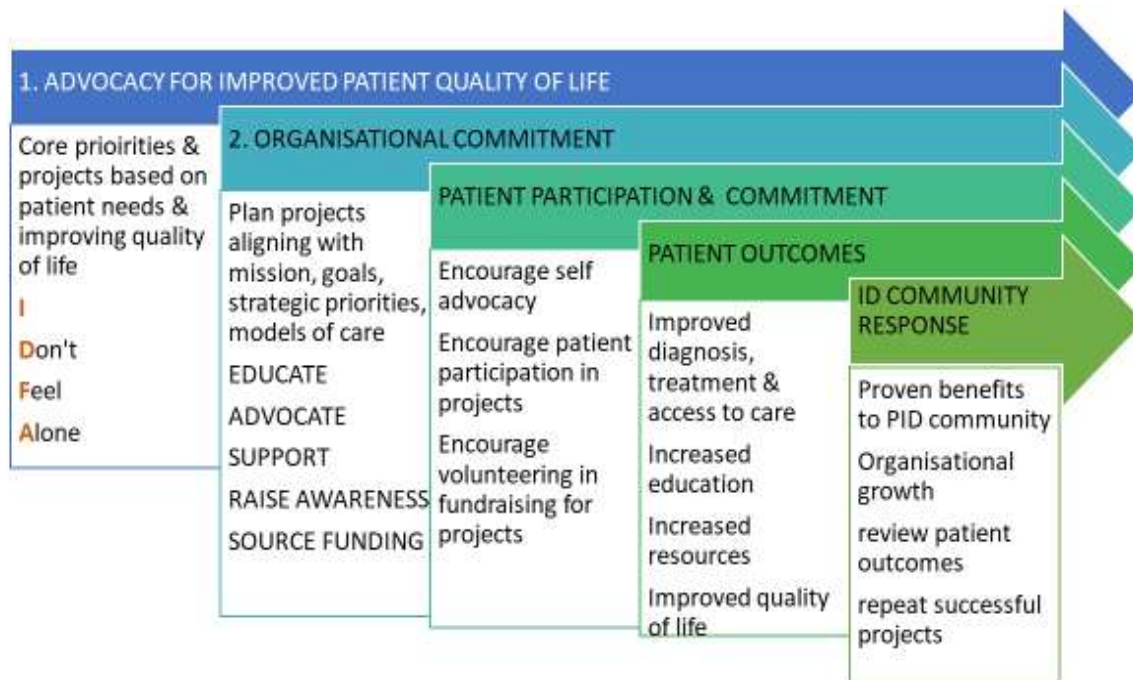 1. ADVOCACY FOR IMPROVED PATIENT QUALITY OF LIFE
Core prioirities &
projects based on
patient needs &
improving quality
of life
I
Don't
Feel
Alone
2. ORGANISATIONAL COMMITMENT
Plan projects
aligning with
mission, goals,
strategic priorities,
models of care
EDUCATE
ADVOCATE
SUPPORT
RAISE AWARENESS
SOURCE FUNDING
PATIENT PARTICIPATION & COMMITMENT
Encourage self
advocacy
Encourage patient
participation in
projects
Encourage
volunteering in
fundraising for
projects
PATIENT OUTCOMES
Improved
diagnosis,
treatment &
access to care
Increased
education
Increased
resources
Improved quality
of life
ID COMMUNITY
RESPONSE
Proven benefits
to PID community
Organisational
growth
review patient
outcomes
repeat successful
projects